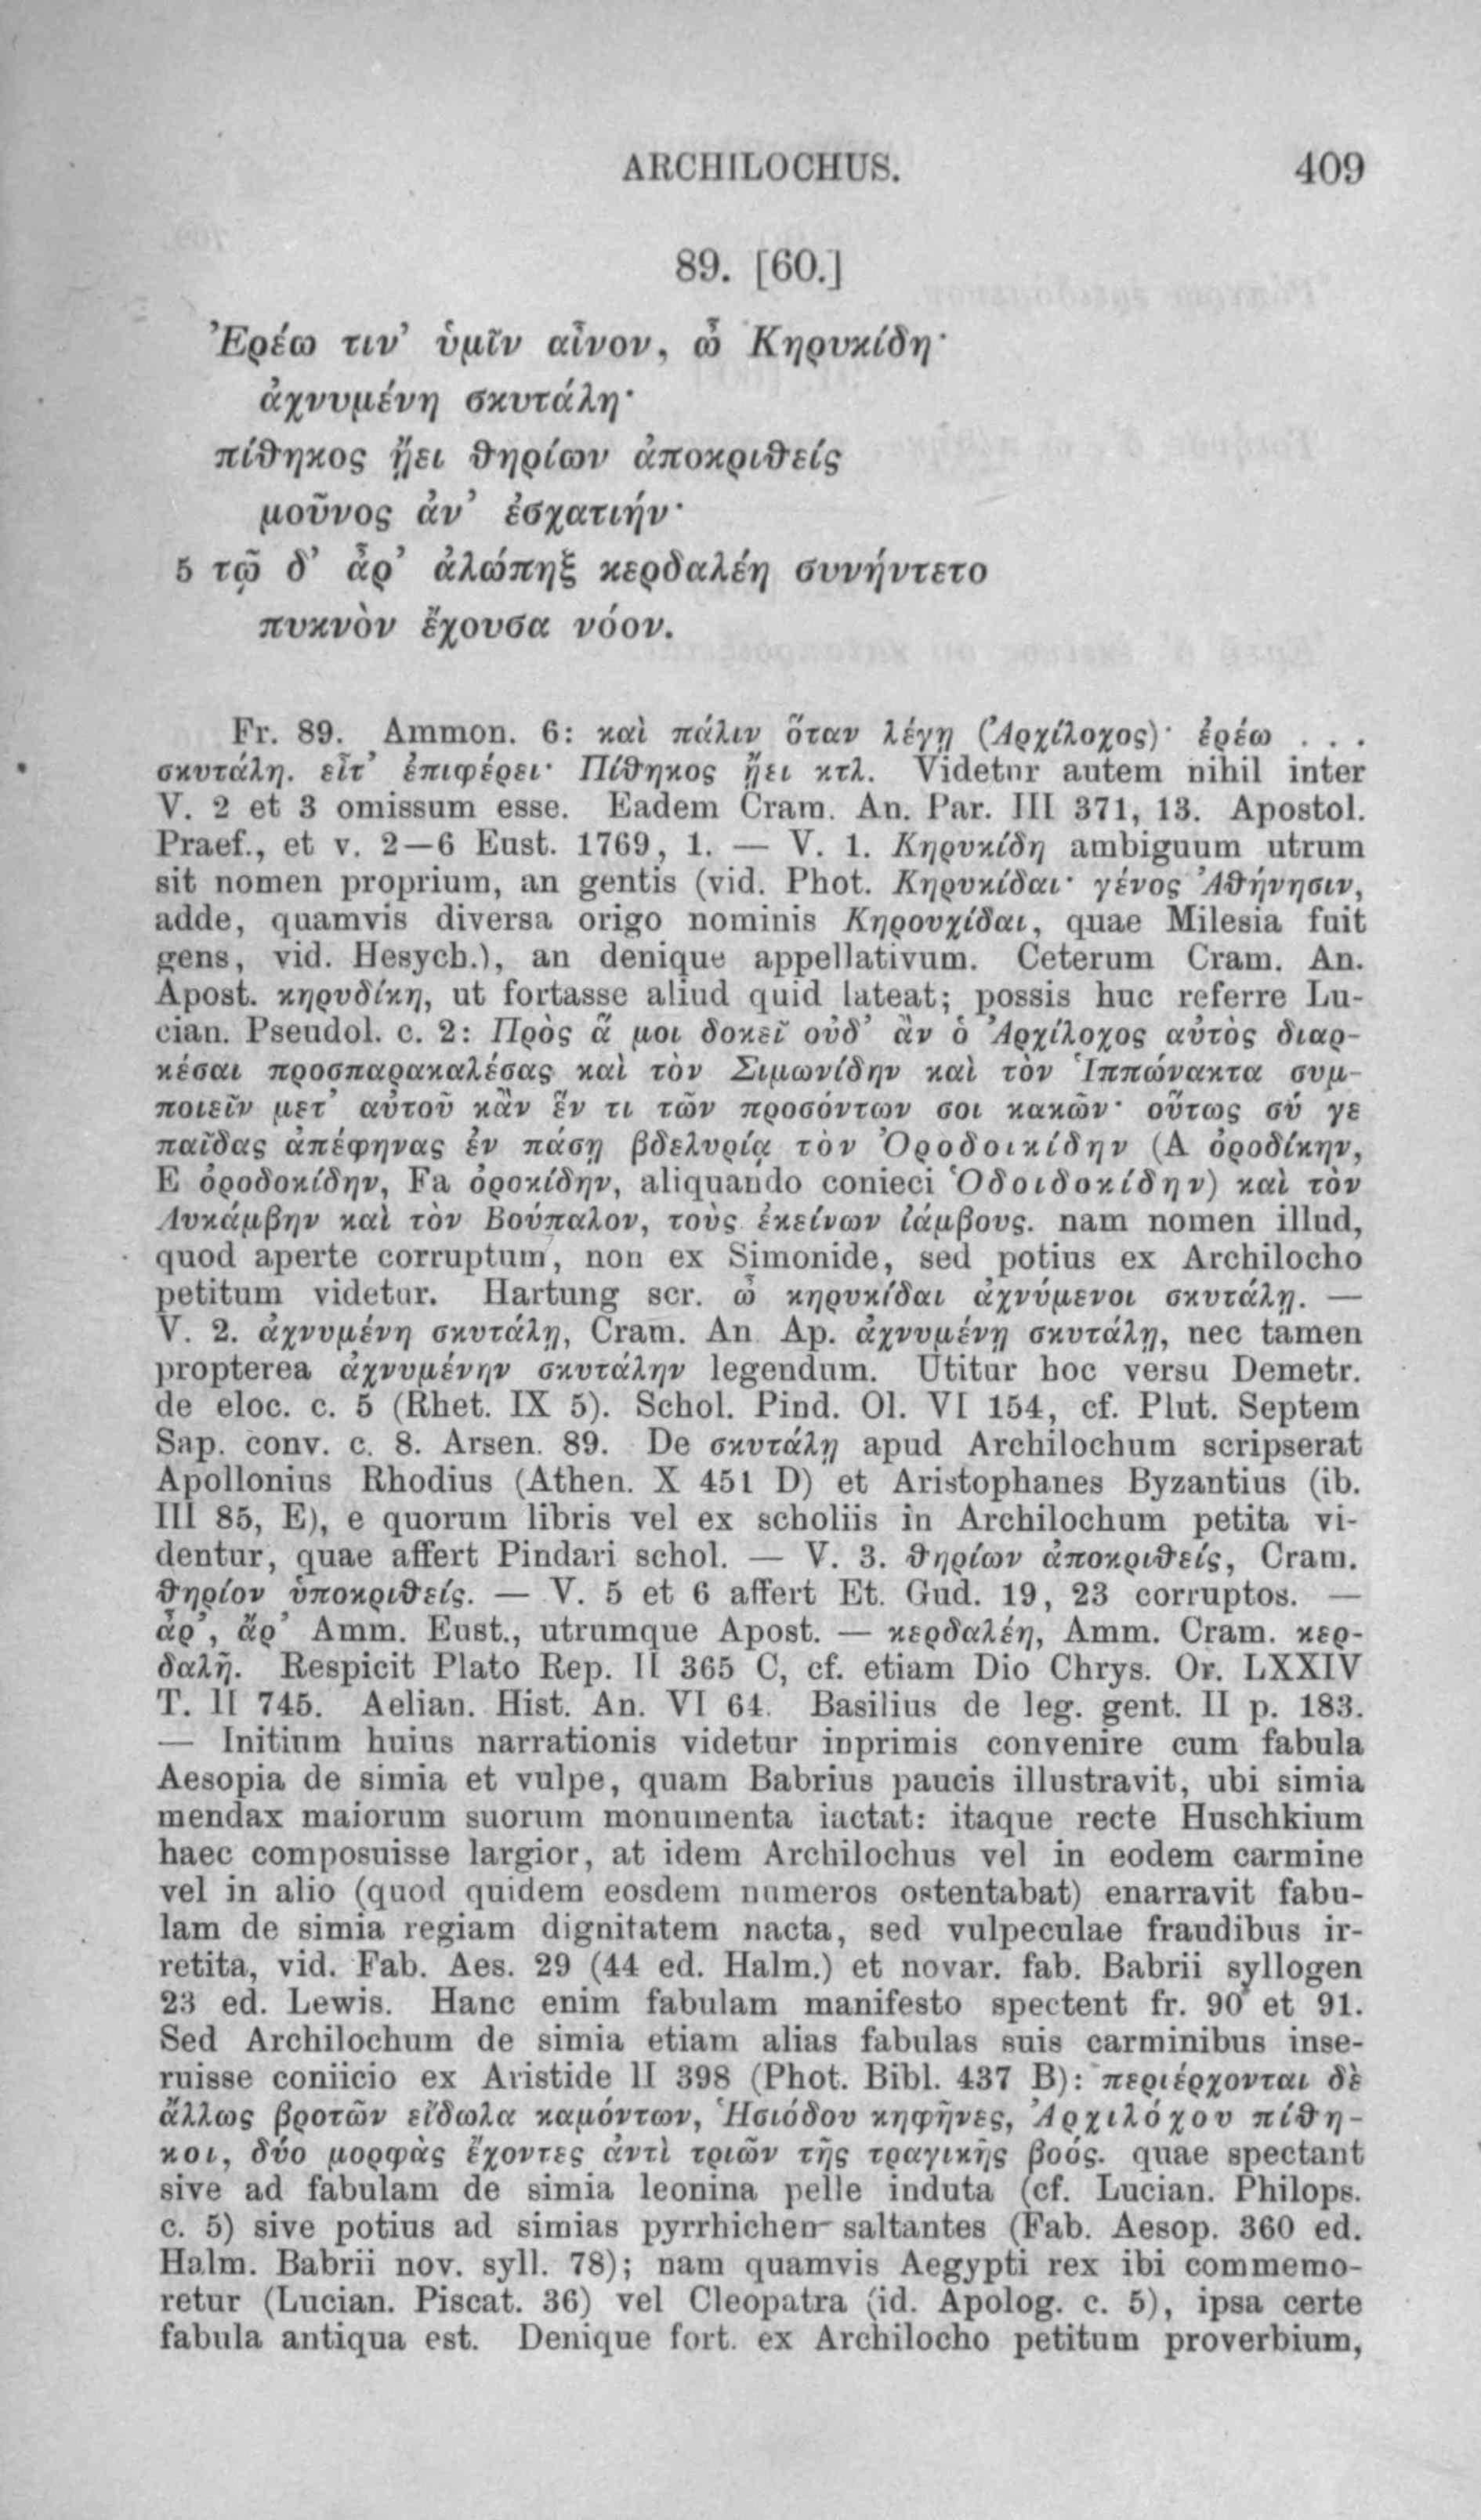 ARCHILOCHUS. 409
89. [60.]
Ἐρέω τιν’ ὑμῖν αἶνον, ὦ Κηρυκίδη·
ἀχνυμένη σκυτάλη·
πίθηκος ᾔει θηρίων ἀποκριθείς
μοῦνος ἀν’ ἐσχατιήν·
5 τῷ δ’ ἆρ’ ἀλώπηξ κερδαλέη συνήντετο
πυκνὸν ἔχουσα νόον.
Fr. 89. Ammon. 6: καὶ πάλιν ὅταν λέγῃ (Ἀρχίλοχος)· ἐρέω . . .
σκυτάλη. εἶτ’ ἐπιφέρει· Πίθηκος ᾔει κτλ. Videtur autem nihil inter
V. 2 et 3 omissum esse. Eadem Cram. An. Par. III 371, 13. Apostol.
Praef., et v. 2—6 Eust. 1769, 1. — V. 1. Κηρυκίδη ambiguum utrum
sit nomen proprium, an gentis (vid. Phot. Κηρυκίδαι· γένος Ἀθήνησιν,
adde, quamvis diversa origo nominis Κηρουχίδαι, quae Milesia fuit
gens, vid. Hesych.), an denique appellativum. Ceterum Cram. An.
Apost. κηρυδίκη, ut fortasse aliud quid lateat; possis huc referre Lu-
cian. Pseudol. c. 2: Πρὸς ἅ μοι δοκεῖ οὐδ’ ἂν ὁ Ἀρχίλοχος αὐτὸς διαρ-
κέσαι προσπαρακαλέσας καὶ τὸν Σιμωνίδην καὶ τὸν Ἱππώνακτα συμ-
ποιεῖν μετ’ αὐτοῦ κἂν ἕν τι τῶν προσόντων σοι κακῶν· οὕτως σύ γε
παῖδας ἀπέφηνας ἐν πάσῃ βδελυρίᾳ τὸν Ὀροδοικίδην (A ὀροδίκην,
E ὀροδοκίδην, Fa ὀροκίδην, aliquando conieci Ὁδοιδοκίδην) καὶ τὸν
Λυκάμβην καὶ τὸν Βούπαλον, τοὺς ἐκείνων ἰάμβους. nam nomen illud,
quod aperte corruptum, non ex Simonide, sed potius ex Archilocho
petitum videtur. Hartung scr. ὦ κηρυκίδαι ἀχνύμενοι σκυτάλῃ. —
V. 2. ἀχνυμένη σκυτάλη, Cram. An. Ap. ἀχνυμένῃ σκυτάλῃ, nec tamen
propterea ἀχνυμένην σκυτάλην legendum. Utitur hoc versu Demetr.
de eloc. c. 5 (Rhet. IX 5). Schol. Pind. Ol. VI 154, cf. Plut. Septem
Sap. conv. c. 8. Arsen. 89. De σκυτάλῃ apud Archilochum scripserat
Apollonius Rhodius (Athen. X 451 D) et Aristophanes Byzantius (ib.
III 85, E), e quorum libris vel ex scholiis in Archilochum petita vi-
dentur, quae affert Pindari schol. — V. 3. θηρίων ἀποκριθείς, Cram.
θηρίον ὑποκριθείς. — V. 5 et 6 affert Et. Gud. 19, 23 corruptos. —
ἆρ’, ἄρ’ Amm. Eust., utrumque Apost. — κερδαλέη, Amm. Cram. κερ-
δαλῆ. Respicit Plato Rep. II 365 C, cf. etiam Dio Chrys. Or. LXXIV
T. II 745. Aelian. Hist. An. VI 64. Basilius de leg. gent. II p. 183.
— Initium huius narrationis videtur inprimis convenire cum fabula
Aesopia de simia et vulpe, quam Babrius paucis illustravit, ubi simia
mendax maiorum suorum monumenta iactat: itaque recte Huschkium
haec composuisse largior, at idem Archilochus vel in eodem carmine
vel in alio (quod quidem eosdem numeros ostentabat) enarravit fabu-
lam de simia regiam dignitatem nacta, sed vulpeculae fraudibus ir-
retita, vid. Fab. Aes. 29 (44 ed. Halm.) et novar. fab. Babrii syllogen
23 ed. Lewis. Hanc enim fabulam manifesto spectent fr. 90 et 91.
Sed Archilochum de simia etiam alias fabulas suis carminibus inse-
ruisse coniicio ex Aristide II 398 (Phot. Bibl. 437 B): περιέρχονται δὲ
ἄλλως βροτῶν εἴδωλα καμόντων, Ἡσιόδου κηφῆνες, Ἀρχιλόχου πίθη-
κοι, δύο μορφὰς ἔχοντες ἀντὶ τριῶν τῆς τραγικῆς βοός. quae spectant
sive ad fabulam de simia leonina pelle induta (cf. Lucian. Philops.
c. 5) sive potius ad simias pyrrhichen saltantes (Fab. Aesop. 360 ed.
Halm. Babrii nov. syll. 78); nam quamvis Aegypti rex ibi commemo-
retur (Lucian. Piscat. 36) vel Cleopatra (id. Apolog. c. 5), ipsa certe
fabula antiqua est. Denique fort. ex Archilocho petitum proverbium,